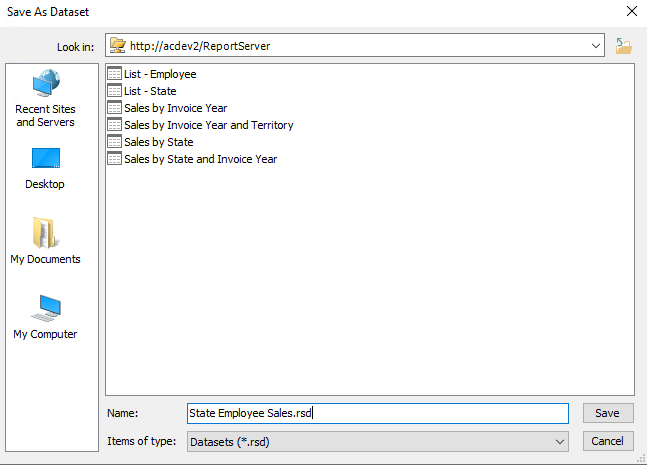 Save As Dataset
Look in:
http://acdev2/ReportServer
Recent Sites
and Servers
Desktop
My Documents
My Computer
List - Employee
List - State
Sales by Invoice Year
Sales by Invoice Year and Territory
Sales by State
Sales by State and Invoice Year
Name:
State Employee Sales.rsd
Save
Items of type:
Datasets (*.rsd)
Cancel